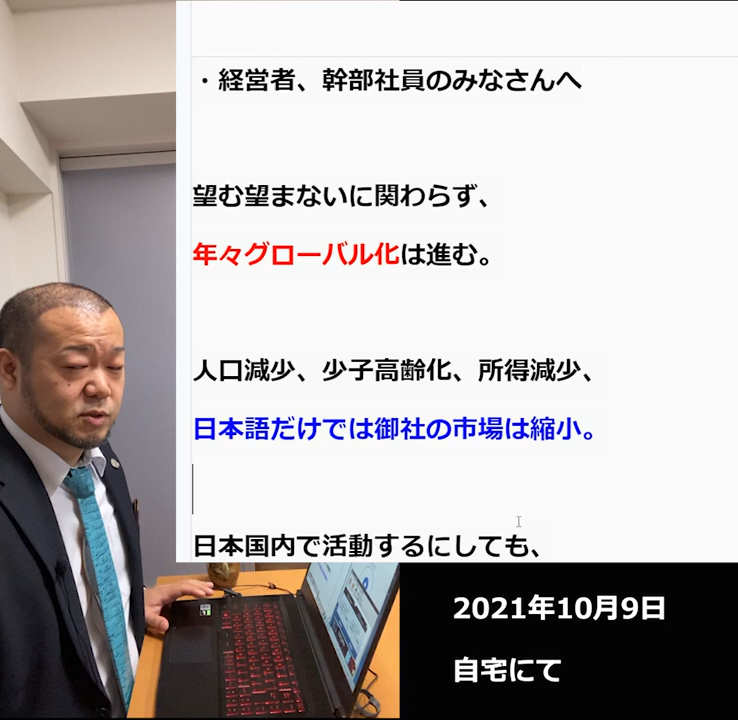 ・経営者、幹部社員のみなさんへ
望む望まないに関わらず、
年々グローバル化は進む。
人口減少、少子高齢化、所得減少、
日本語だけでは御社の市場は縮小。
日本国内で活動するにしても、
2021年10月9日
自宅にて